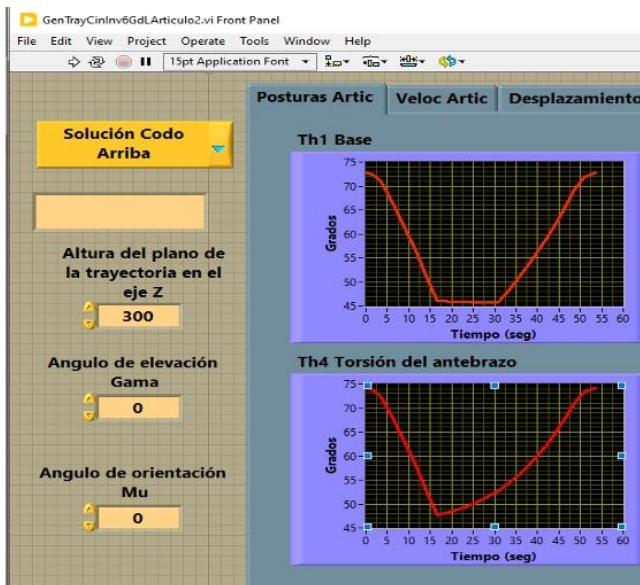 GenTrayCinInv6GdLArticulo2.vi Front Panel
File Edit View Project Operate Tools Window Help
15pt Application Font
Posturas Artic Veloc Artic Desplazamiento
Solución Codo
Arriba
Altura del plano de
la trayectoria en el
eje Z
300
Angulo de elevación
Gama
0
Angulo de orientación
Mu
0
Th1 Base
Grados
75
70
65
60
55
50
45
0 5 10 15 20 25 30 35 40 45 50 55 60
Tiempo (seg)
Th4 Torsión del antebrazo
Grados
75
70
65
60
55
50
45
0 5 10 15 20 25 30 35 40 45 50 55 60
Tiempo (seg)